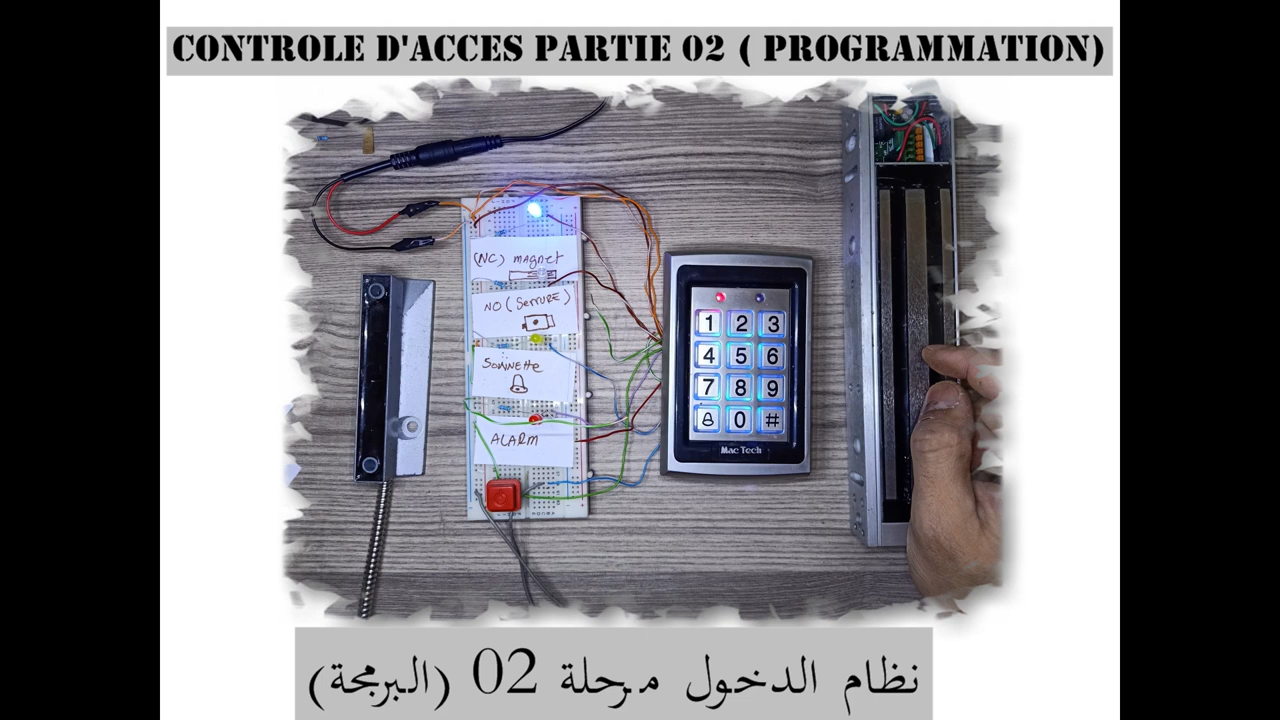 CONTROLE D'ACCES PARTIE 02 ( PROGRAMMATION)
(NC) magnet
NO (SERRURE)
SONNette
ALARM
1 2 3
4 5 6
7 8 9
0 #
Mac Tech
نظام الدخول مرحلة 02 (البرمجة)